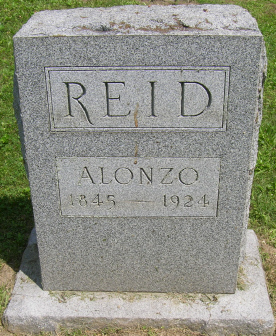 REID
ALONZO
1845 — 1924